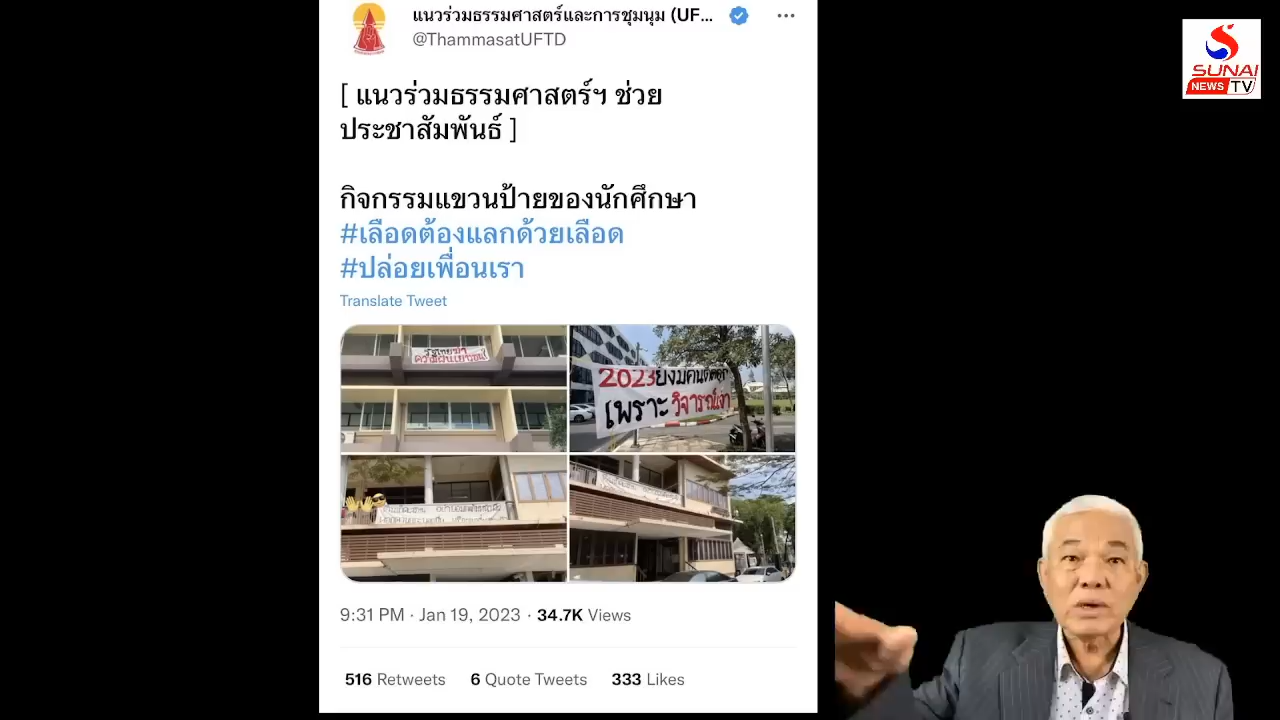 แนวร่วมธรรมศาสตร์และการชุมนุม (UF...
@ThammasatUFTD
SUNAI
NEWS TV
[ แนวร่วมธรรมศาสตร์ฯ ช่วย
ประชาสัมพันธ์ ]
กิจกรรมแขวนป้ายของนักศึกษา
#เลือดต้องแลกด้วยเลือด
#ปล่อยเพื่อนเรา
Translate Tweet
2023ยังมีคนติดคุก
เพราะวิจารณ์เจ้า
9:31 PM · Jan 19, 2023 · 34.7K Views
516 Retweets 6 Quote Tweets 333 Likes